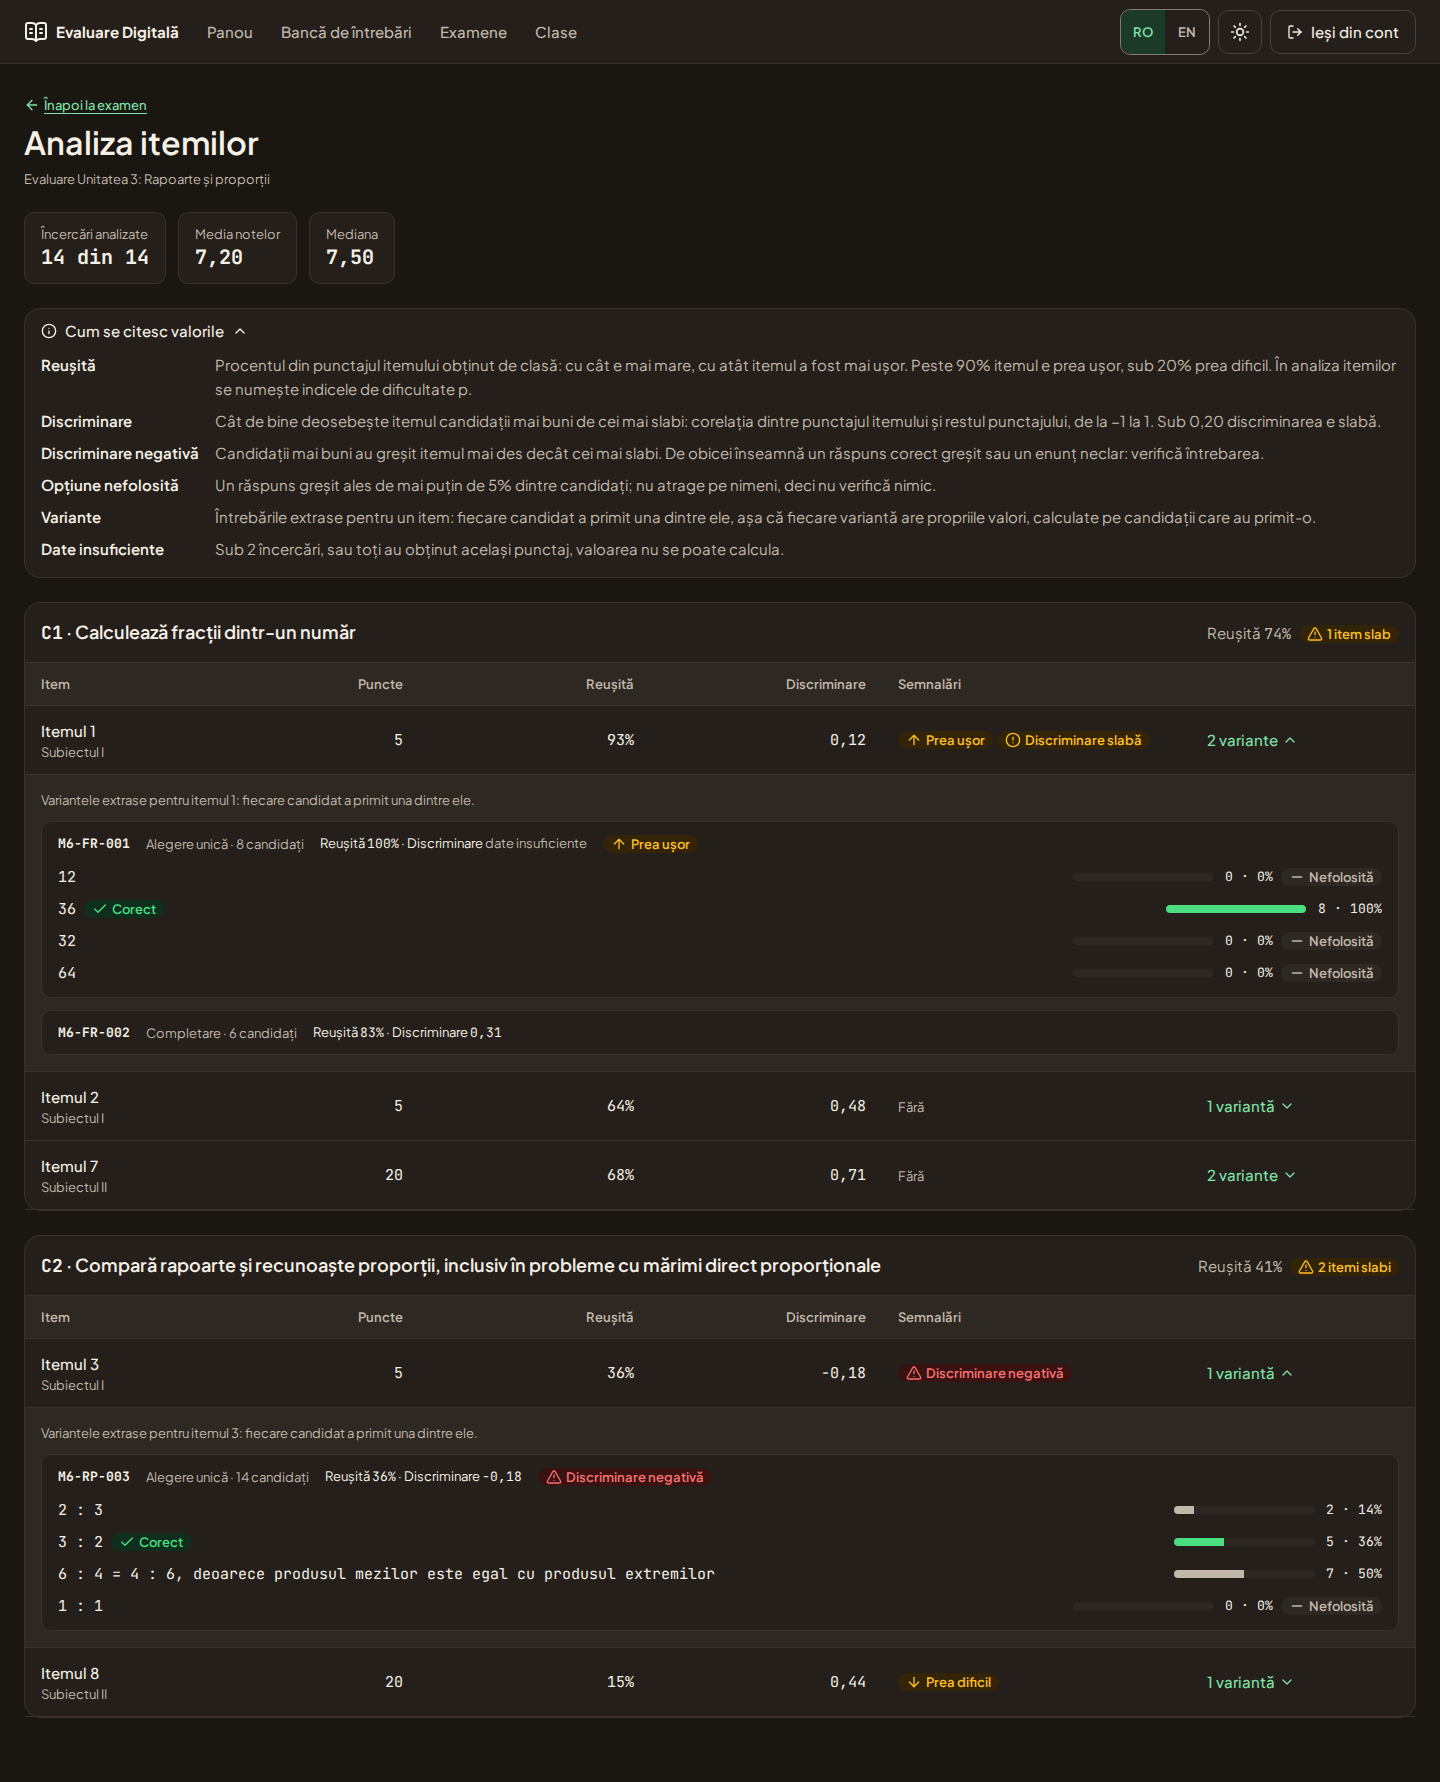 Evaluare Digitală Panou Bancă de întrebări Examene Clase RO EN Ieși din cont
Înapoi la examen
Analiza itemilor
Evaluare Unitatea 3: Rapoarte și proporții
Încercări analizate Media notelor Mediana
14 din 14 7,20 7,50
Cum se citesc valorile
Reușită Procentul din punctajul itemului obținut de clasă: cu cât e mai mare, cu atât itemul a fost mai ușor. Peste 90% itemul e prea ușor, sub 20% prea dificil. În analiza itemilor
se numește indicele de dificultate p.
Discriminare Cât de bine deosebește itemul candidații mai buni de cei mai slabi: corelația dintre punctajul itemului și restul punctajului, de la −1 la 1. Sub 0,20 discriminarea e slabă.
Discriminare negativă Candidații mai buni au greșit itemul mai des decât cei mai slabi. De obicei înseamnă un răspuns corect greșit sau un enunț neclar: verifică întrebarea.
Opțiune nefolosită Un răspuns greșit ales de mai puțin de 5% dintre candidați; nu atrage pe nimeni, deci nu verifică nimic.
Variante Întrebările extrase pentru un item: fiecare candidat a primit una dintre ele, așa că fiecare variantă are propriile valori, calculate pe candidații care au primit-o.
Date insuficiente Sub 2 încercări, sau toți au obținut același punctaj, valoarea nu se poate calcula.
C1 · Calculează fracții dintr-un număr Reușită 74% 1 item slab
Item Puncte Reușită Discriminare Semnalări
Itemul 1 5 93% 0,12 Prea ușor Discriminare slabă 2 variante
Subiectul I
Variantele extrase pentru itemul 1: fiecare candidat a primit una dintre ele.
M6-FR-001 Alegere unică · 8 candidați Reușită 100% · Discriminare date insuficiente Prea ușor
12 0 · 0% Nefolosită
36 Corect 8 · 100%
32 0 · 0% Nefolosită
64 0 · 0% Nefolosită
M6-FR-002 Completare · 6 candidați Reușită 83% · Discriminare 0,31
Itemul 2 5 64% 0,48 Fără 1 variantă
Subiectul I
Itemul 7 20 68% 0,71 Fără 2 variante
Subiectul II
C2 · Compară rapoarte și recunoaște proporții, inclusiv în probleme cu mărimi direct proporționale Reușită 41% 2 itemi slabi
Item Puncte Reușită Discriminare Semnalări
Itemul 3 5 36% -0,18 Discriminare negativă 1 variantă
Subiectul I
Variantele extrase pentru itemul 3: fiecare candidat a primit una dintre ele.
M6-RP-003 Alegere unică · 14 candidați Reușită 36% · Discriminare -0,18 Discriminare negativă
2 : 3 2 · 14%
3 : 2 Corect 5 · 36%
6 : 4 = 4 : 6, deoarece produsul mezilor este egal cu produsul extremilor 7 · 50%
1 : 1 0 · 0% Nefolosită
Itemul 8 20 15% 0,44 Prea dificil 1 variantă
Subiectul II